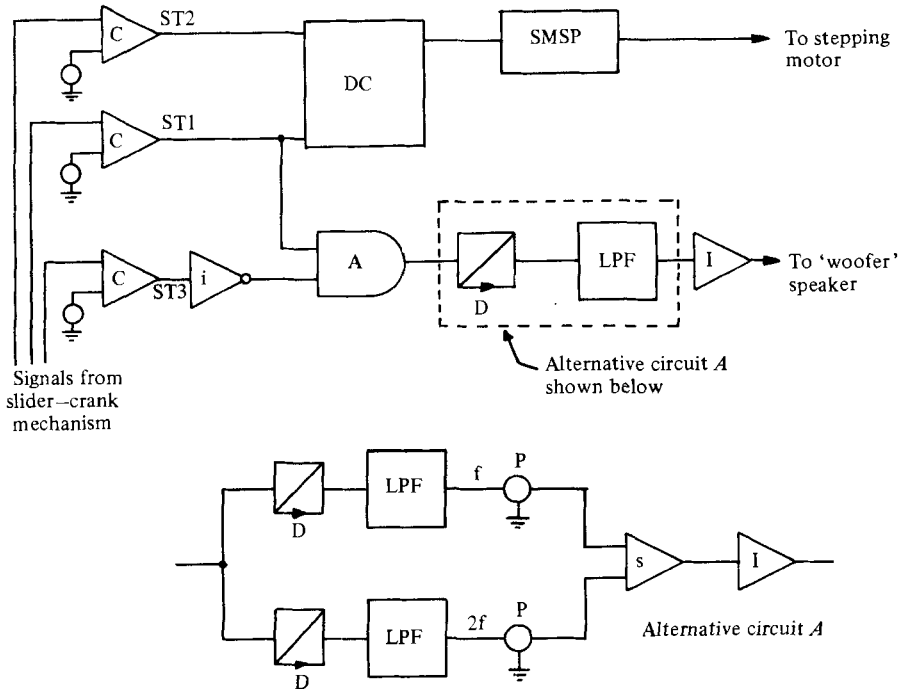 ST2
C
DC
SMSP
To stepping
motor
ST1
C
A
LPF
I
To 'woofer'
speaker
C
ST3
i
D
Signals from
slider–crank
mechanism
Alternative circuit A
shown below
LPF
f
P
D
s
I
LPF
2f
P
D
Alternative circuit A